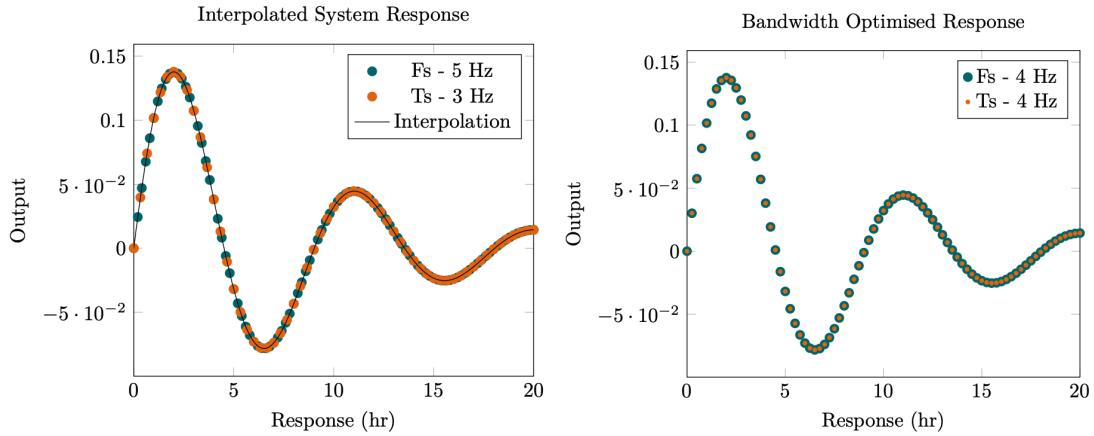 Interpolated System Response
Output
0.15
0.1
5 · 10⁻²
0
−5 · 10⁻²
Fs - 5 Hz
Ts - 3 Hz
Interpolation
0 5 10 15 20
Response (hr)
Bandwidth Optimised Response
Output
0.15
0.1
5 · 10⁻²
0
−5 · 10⁻²
Fs - 4 Hz
Ts - 4 Hz
0 5 10 15 20
Response (hr)